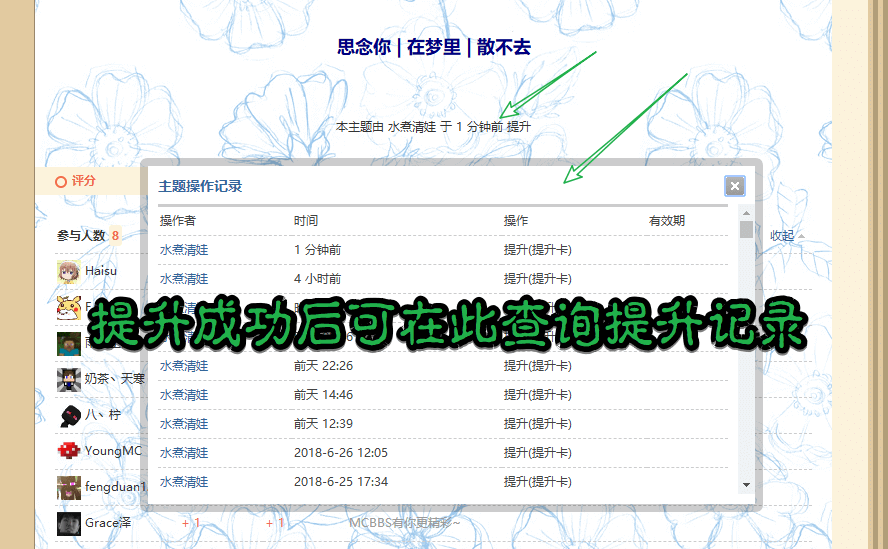 思念你 | 在梦里 | 散不去
本主题由 水煮清娃 于 1 分钟前 提升
评分
主题操作记录
操作者 时间 操作 有效期
参与人数 8 收起
水煮清娃 1 分钟前 提升(提升卡)
Haisu
水煮清娃 4 小时前 提升(提升卡)
提升成功后可在此查询提升记录
水煮清娃 前天 22:26 提升(提升卡)
奶茶丶天寒
水煮清娃 前天 14:46 提升(提升卡)
八丶柠
水煮清娃 前天 12:39 提升(提升卡)
YoungMC
水煮清娃 2018-6-26 12:05 提升(提升卡)
水煮清娃 2018-6-25 17:34 提升(提升卡)
fengduan1
Grace泽 + 1 + 1 MCBBS有你更精彩~